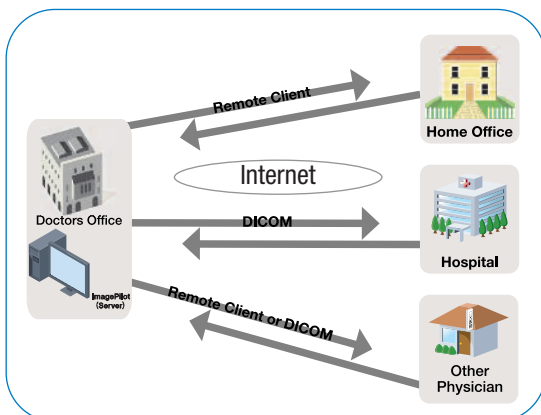 Remote Client
Home Office
Internet
Doctors Office
DICOM
ImagePilot
(Server)
Hospital
Remote Client or DICOM
Other
Physician